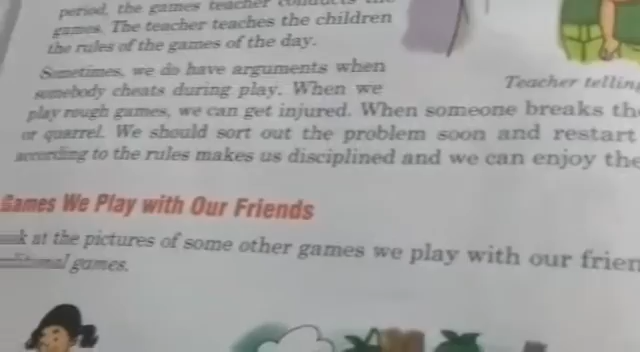 period, the games teacher conducts
games. The teacher teaches the children
the rules of the games of the day.
Sometimes, we do have arguments when
somebody cheats during play. When we
Teacher telling
play rough games, we can get injured. When someone breaks
or quarrel. We should sort out the problem soon and restart
according to the rules makes us disciplined and we can enjoy the
Games We Play with Our Friends
at the pictures of some other games we play with our
games.